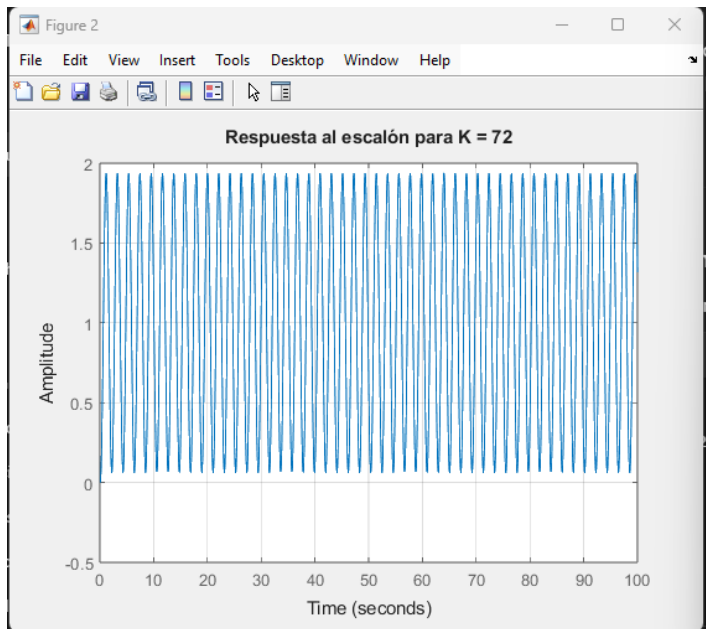 Figure 2
File Edit View Insert Tools Desktop Window Help
Respuesta al escalón para K = 72
2
1.5
1
0.5
0
-0.5
Amplitude
0 10 20 30 40 50 60 70 80 90 100
Time (seconds)